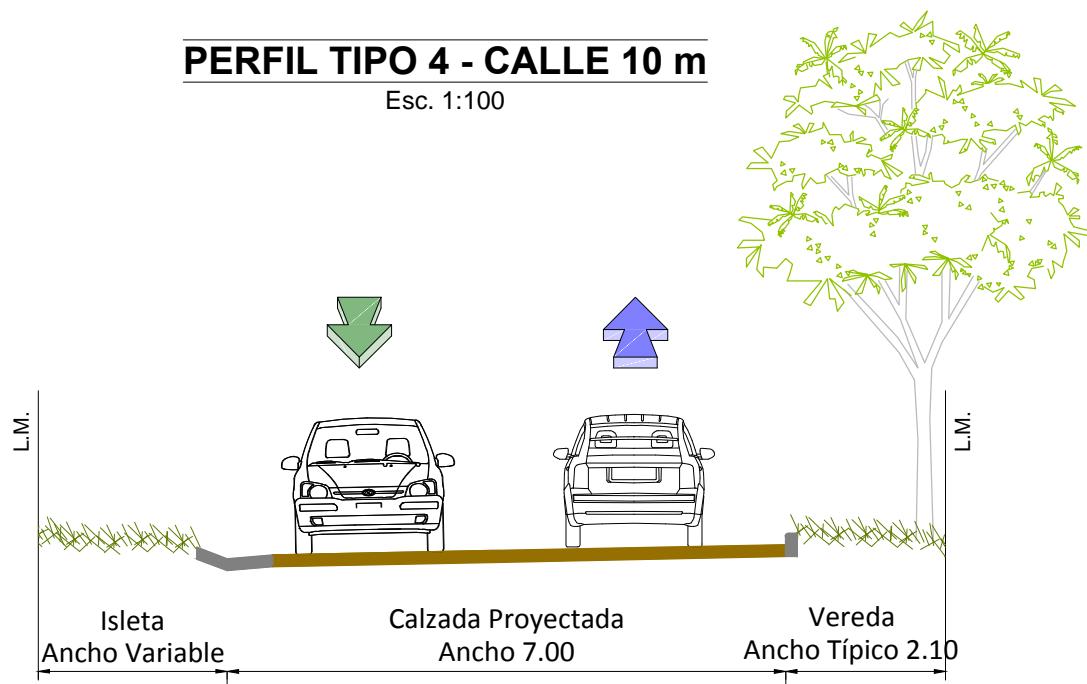 PERFIL TIPO 4 - CALLE 10 m
Esc. 1:100
L.M.
L.M.
Isleta
Ancho Variable
Calzada Proyectada
Ancho 7.00
Vereda
Ancho Típico 2.10